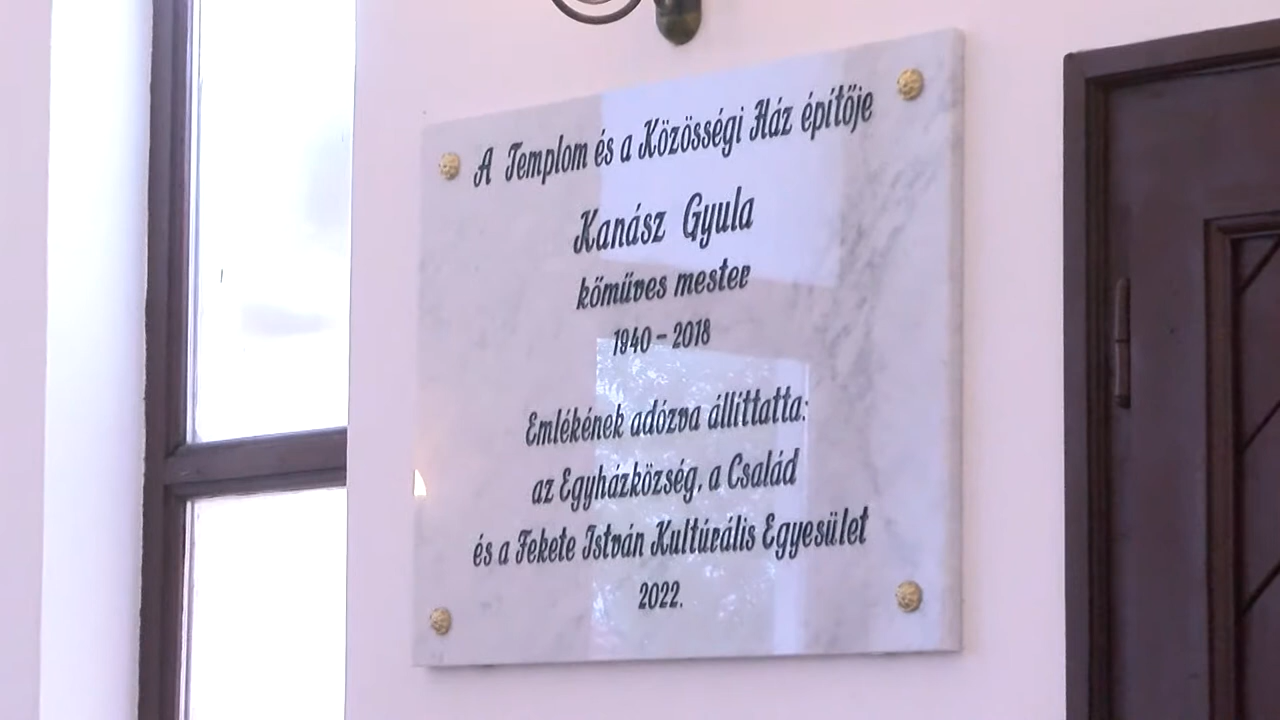 A Templom és a Közösségi Ház építője
Kanász Gyula
kőműves mester
1940 – 2018
Emlékének adózva állíttatta:
az Egyházközség, a Család
és a Fekete István Kultúrális Egyesület
2022.